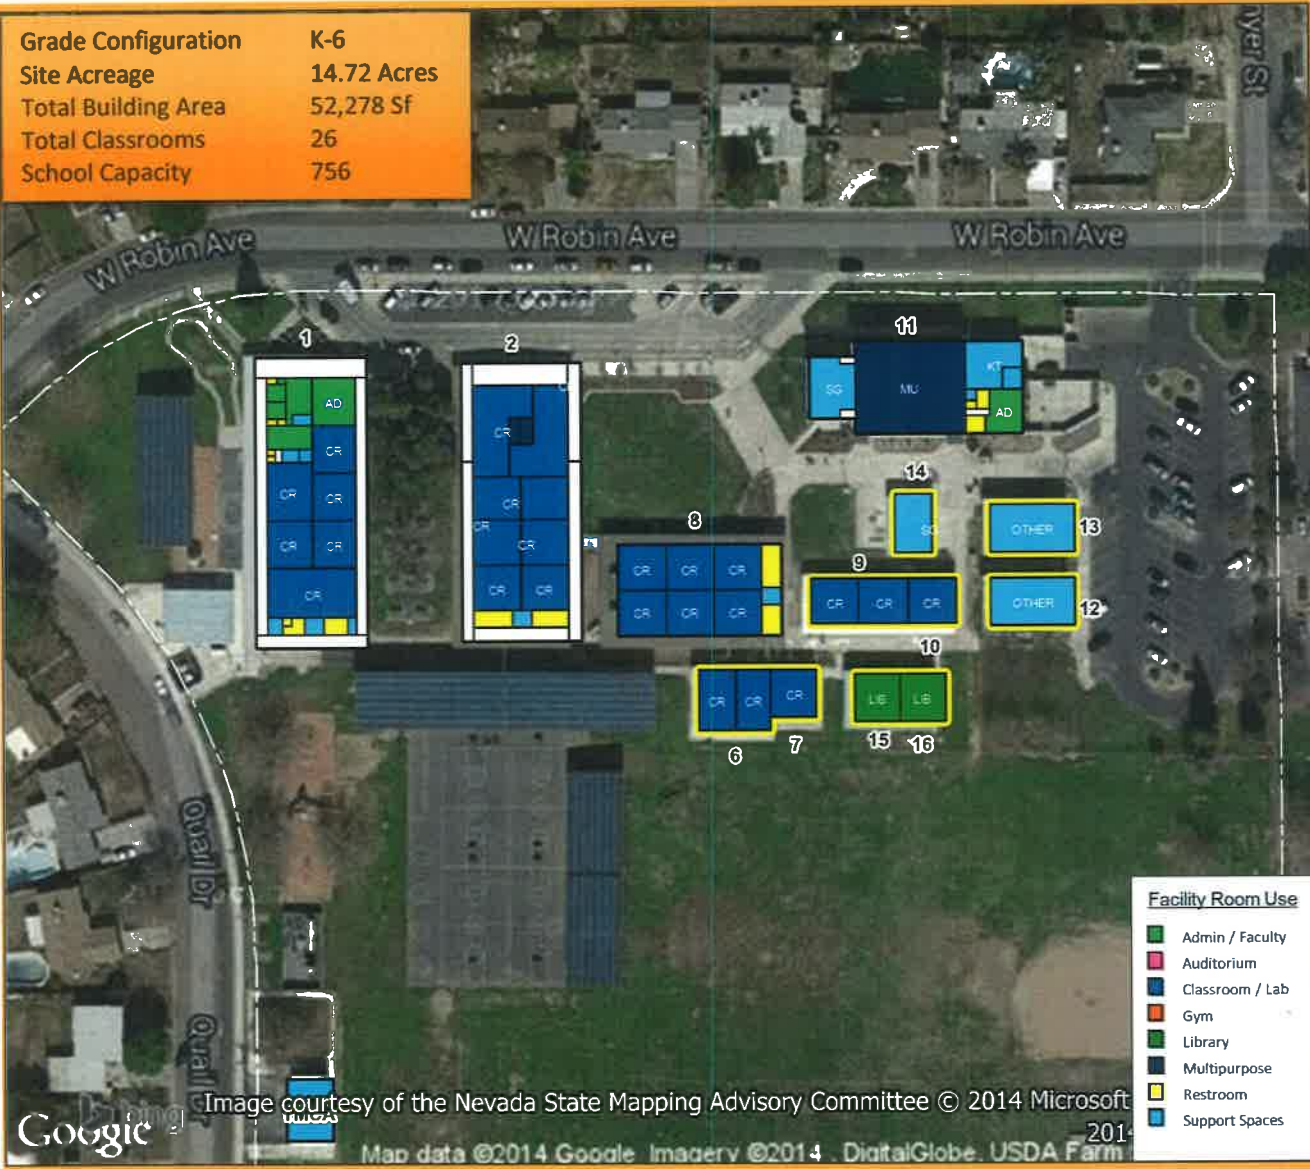 Grade Configuration K-6
Site Acreage 14.72 Acres
Total Building Area 52,278 Sf
Total Classrooms 26
School Capacity 756
yer St
W Robin Ave
W Robin Ave
W Robin Ave
1
2
11
AD
CR
CR
CR
CR
CR
CR
CR
CR
CR
CR
CR
CR
SG
MU
KT
AD
14
SG
OTHER
13
OTHER
12
8
CR
CR
CR
CR
CR
CR
9
CR
CR
CR
10
CR
CR
CR
6
7
LIB
LIB
15
16
Quail Dr
Quail Dr
Facility Room Use
Admin / Faculty
Auditorium
Classroom / Lab
Gym
Library
Multipurpose
Restroom
Support Spaces
YMCA
Google
Image courtesy of the Nevada State Mapping Advisory Committee © 2014 Microsoft
2014
Map data ©2014 Google Imagery ©2014 , DigitalGlobe, USDA Farm